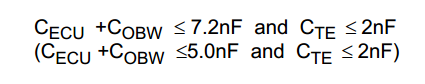 CECU +COBW ≤ 7.2nF and CTE ≤ 2nF
(CECU +COBW ≤5.0nF and CTE ≤ 2nF)